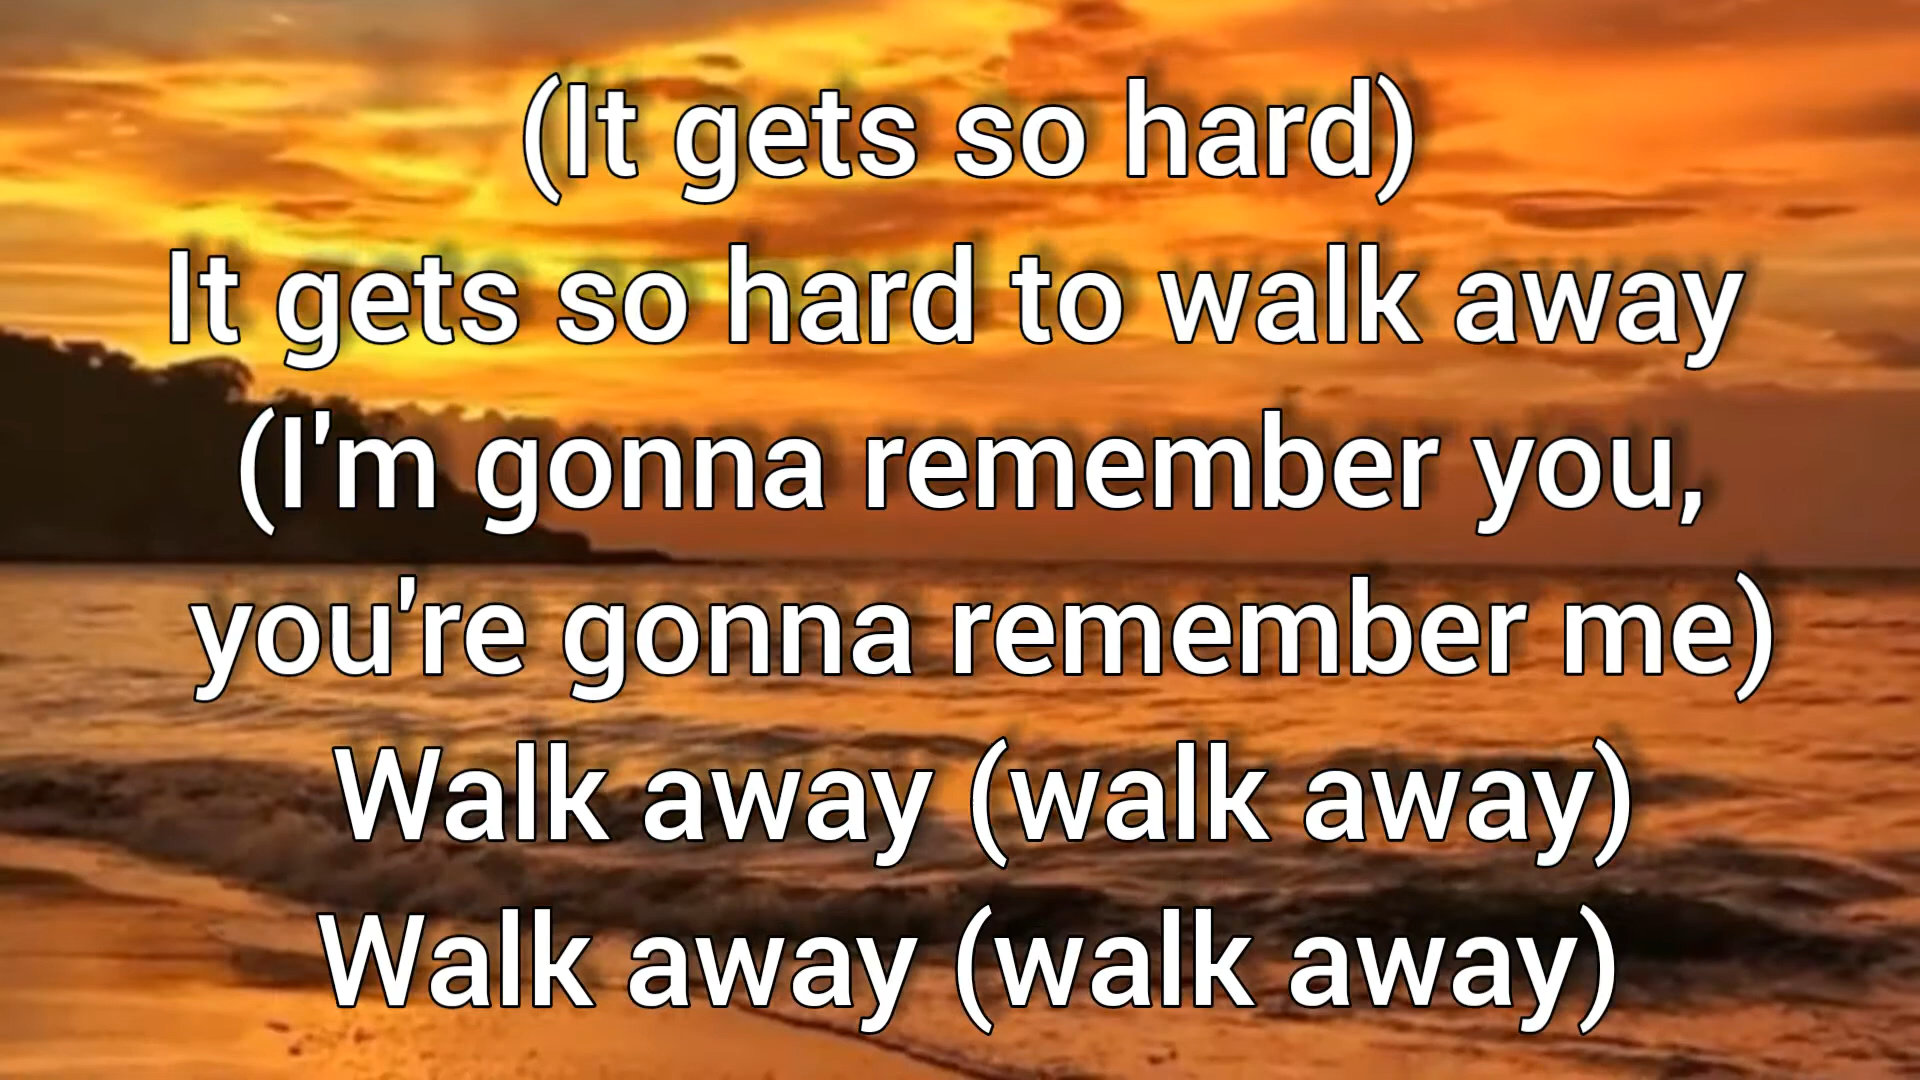 (It gets so hard)
It gets so hard to walk away
(I'm gonna remember you,
you're gonna remember me)
Walk away (walk away)
Walk away (walk away)